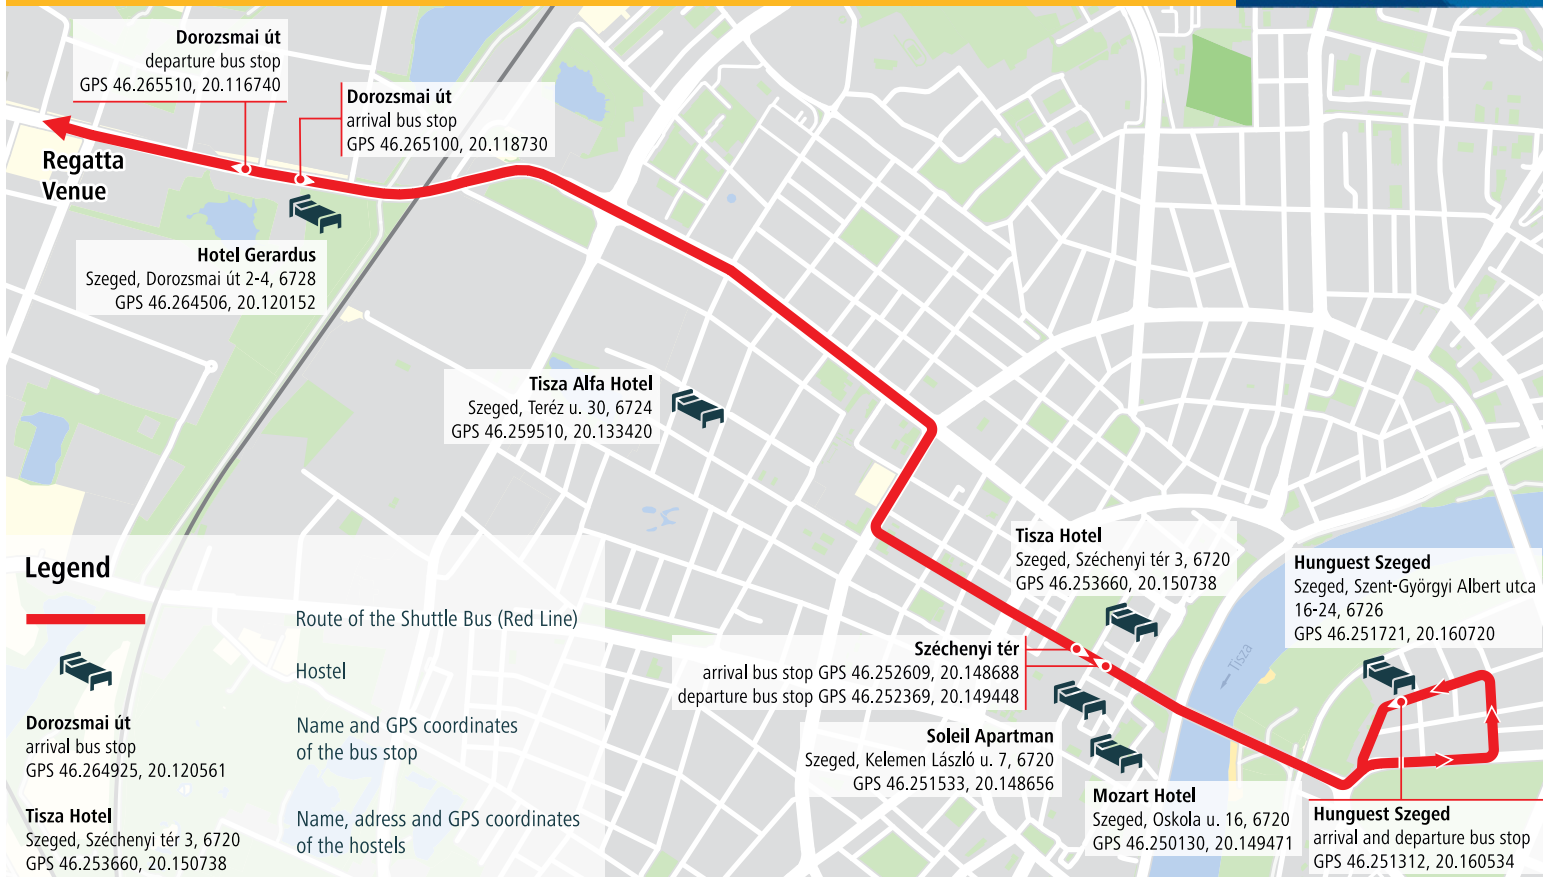 Dorozsmai út
departure bus stop
GPS 46.265510, 20.116740
Dorozsmai út
arrival bus stop
GPS 46.265100, 20.118730
Regatta
Venue
Hotel Gerardus
Szeged, Dorozsmai út 2-4, 6728
GPS 46.264506, 20.120152
Tisza Alfa Hotel
Szeged, Teréz u. 30, 6724
GPS 46.259510, 20.133420
Tisza Hotel
Szeged, Széchenyi tér 3, 6720
GPS 46.253660, 20.150738
Hunguest Szeged
Szeged, Szent-Györgyi Albert utca
16-24, 6726
GPS 46.251721, 20.160720
Széchenyi tér
arrival bus stop GPS 46.252609, 20.148688
departure bus stop GPS 46.252369, 20.149448
Tisza
Soleil Apartman
Szeged, Kelemen László u. 7, 6720
GPS 46.251533, 20.148656
Mozart Hotel
Szeged, Oskola u. 16, 6720
GPS 46.250130, 20.149471
Hunguest Szeged
arrival and departure bus stop
GPS 46.251312, 20.160534
Legend
Route of the Shuttle Bus (Red Line)
Hostel
Dorozsmai út
arrival bus stop
GPS 46.264925, 20.120561
Name and GPS coordinates
of the bus stop
Tisza Hotel
Szeged, Széchenyi tér 3, 6720
GPS 46.253660, 20.150738
Name, adress and GPS coordinates
of the hostels